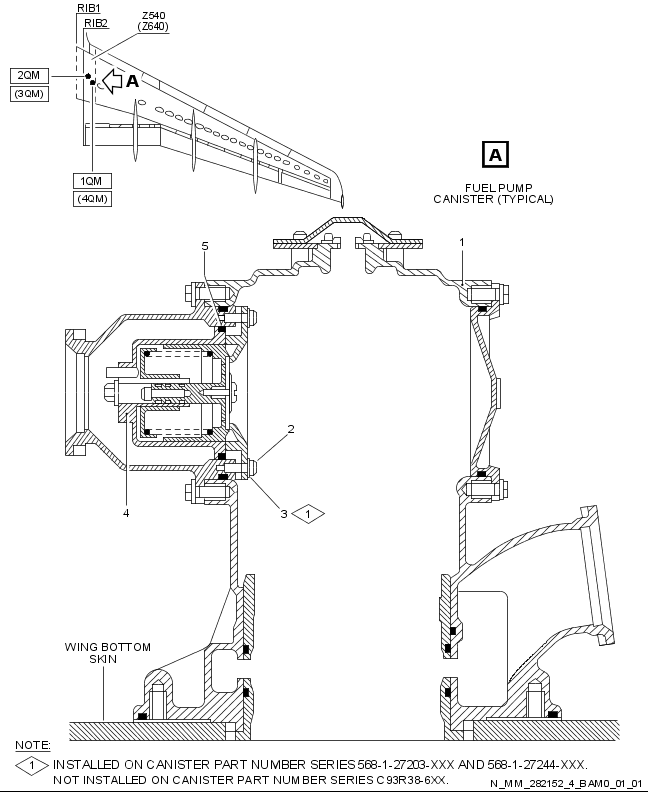 RIB1
RIB2
Z540
(Z640)
2QM
(3QM)
A
1QM
(4QM)
A
FUEL PUMP
CANISTER (TYPICAL)
5
1
2
3
1
4
WING BOTTOM
SKIN
NOTE:
1 INSTALLED ON CANISTER PART NUMBER SERIES 568-1-27203-XXX AND 568-1-27244-XXX.
NOT INSTALLED ON CANISTER PART NUMBER SERIES C93R38-6XX.
N_MM_282152_4_BAM0_01_01